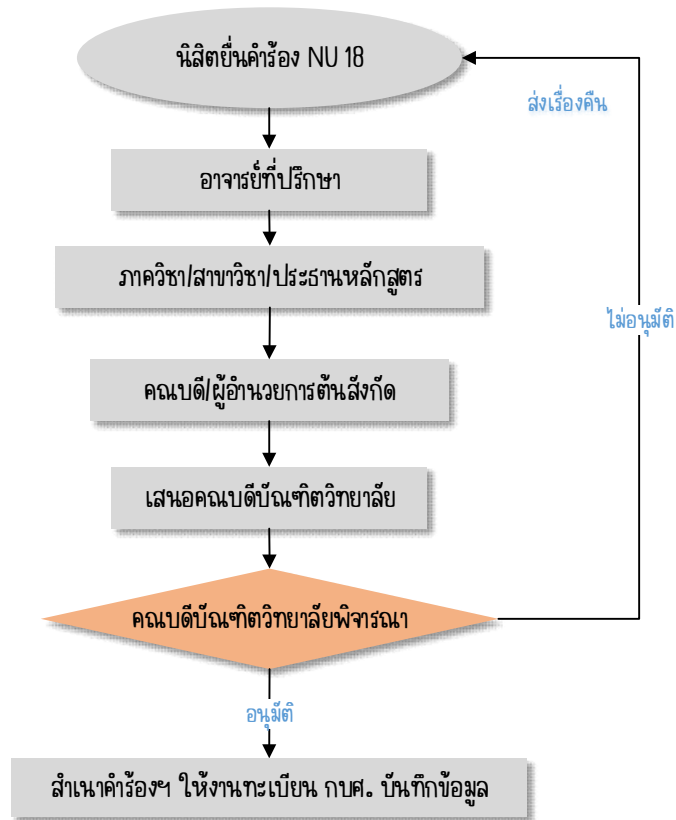 นิสิตยื่นคำร้อง NU 18
ส่งเรื่องคืน
อาจารย์ที่ปรึกษา
ภาควิชา/สาขาวิชา/ประธานหลักสูตร
ไม่อนุมัติ
คณบดี/ผู้อำนวยการต้นสังกัด
เสนอคณบดีบัณฑิตวิทยาลัย
คณบดีบัณฑิตวิทยาลัยพิจารณา
อนุมัติ
สำเนาคำร้องฯ ให้งานทะเบียน กบศ. บันทึกข้อมูล